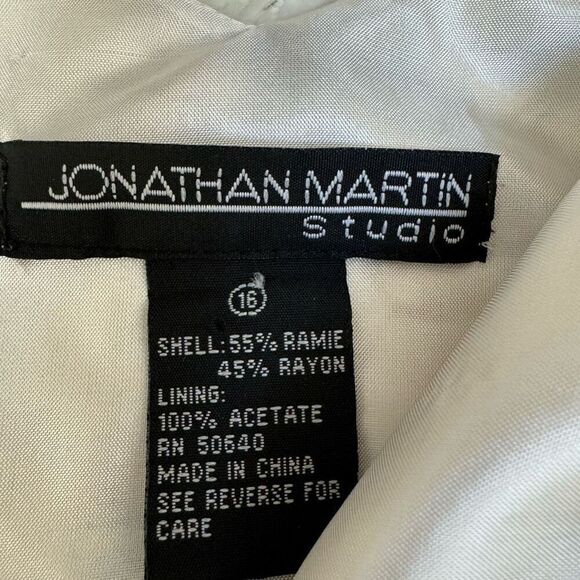 JONATHAN MARTIN
Studio
16
SHELL: 55% RAMIE
45% RAYON
LINING:
100% ACETATE
RN 50640
MADE IN CHINA
SEE REVERSE FOR
CARE